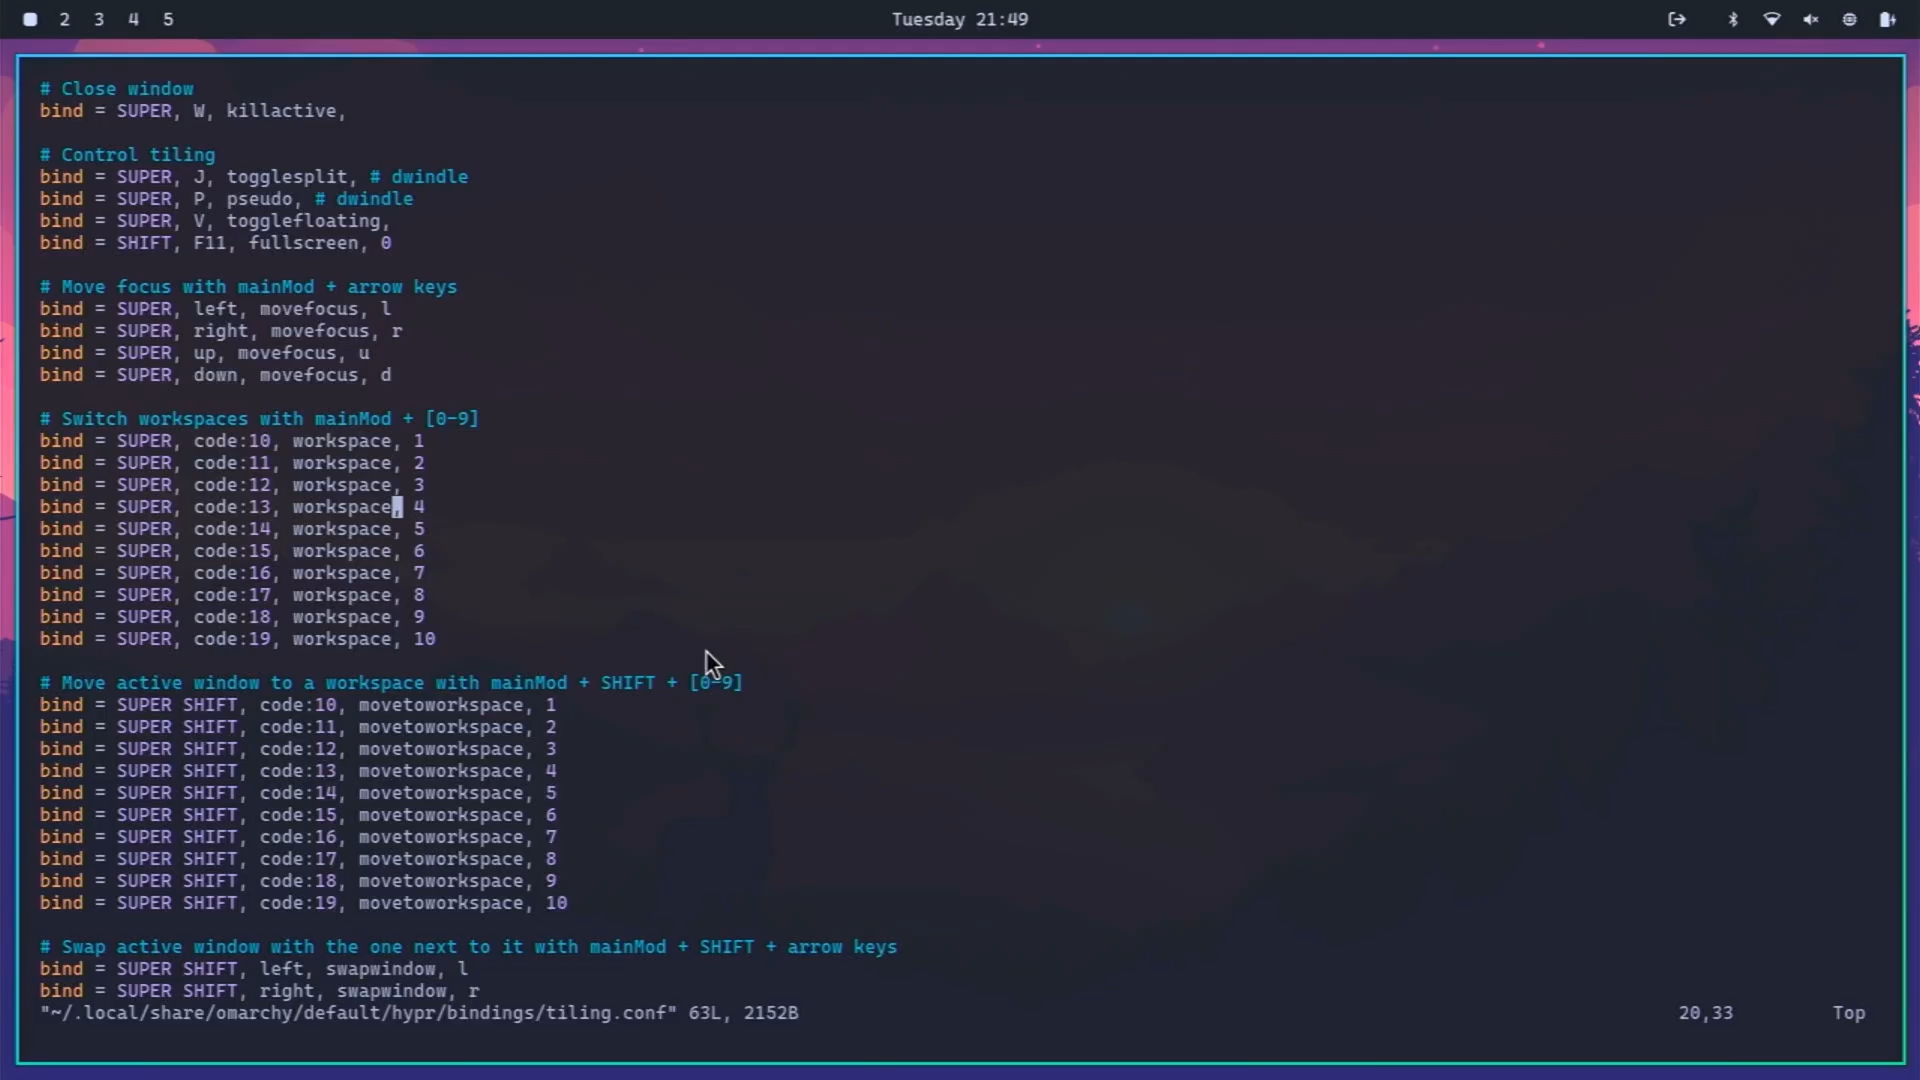 2 3 4 5
Tuesday 21:49
# Close window
bind = SUPER, W, killactive,
# Control tiling
bind = SUPER, J, togglesplit, # dwindle
bind = SUPER, P, pseudo, # dwindle
bind = SUPER, V, togglefloating,
bind = SHIFT, F11, fullscreen, 0
# Move focus with mainMod + arrow keys
bind = SUPER, left, movefocus, l
bind = SUPER, right, movefocus, r
bind = SUPER, up, movefocus, u
bind = SUPER, down, movefocus, d
# Switch workspaces with mainMod + [0-9]
bind = SUPER, code:10, workspace, 1
bind = SUPER, code:11, workspace, 2
bind = SUPER, code:12, workspace, 3
bind = SUPER, code:13, workspace, 4
bind = SUPER, code:14, workspace, 5
bind = SUPER, code:15, workspace, 6
bind = SUPER, code:16, workspace, 7
bind = SUPER, code:17, workspace, 8
bind = SUPER, code:18, workspace, 9
bind = SUPER, code:19, workspace, 10
# Move active window to a workspace with mainMod + SHIFT + [0-9]
bind = SUPER SHIFT, code:10, movetoworkspace, 1
bind = SUPER SHIFT, code:11, movetoworkspace, 2
bind = SUPER SHIFT, code:12, movetoworkspace, 3
bind = SUPER SHIFT, code:13, movetoworkspace, 4
bind = SUPER SHIFT, code:14, movetoworkspace, 5
bind = SUPER SHIFT, code:15, movetoworkspace, 6
bind = SUPER SHIFT, code:16, movetoworkspace, 7
bind = SUPER SHIFT, code:17, movetoworkspace, 8
bind = SUPER SHIFT, code:18, movetoworkspace, 9
bind = SUPER SHIFT, code:19, movetoworkspace, 10
# Swap active window with the one next to it with mainMod + SHIFT + arrow keys
bind = SUPER SHIFT, left, swapwindow, l
bind = SUPER SHIFT, right, swapwindow, r
"~/.local/share/omarchy/default/hypr/bindings/tiling.conf" 63L, 2152B 20,33 Top